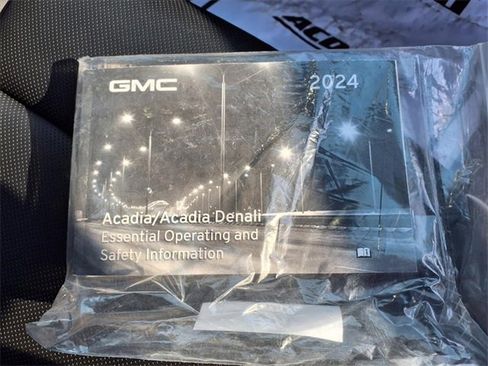 GMC
2024
Acadia/Acadia Denali
Essential Operating and
Safety Information